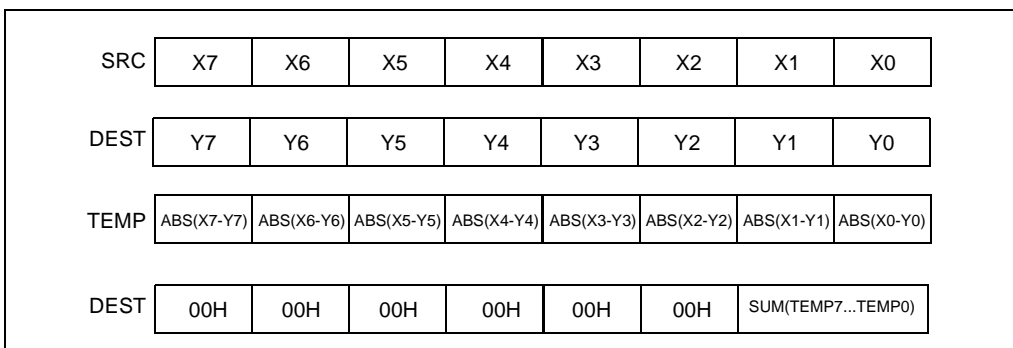 SRC X7 X6 X5 X4 X3 X2 X1 X0
DEST Y7 Y6 Y5 Y4 Y3 Y2 Y1 Y0
TEMP ABS(X7-Y7) ABS(X6-Y6) ABS(X5-Y5) ABS(X4-Y4) ABS(X3-Y3) ABS(X2-Y2) ABS(X1-Y1) ABS(X0-Y0)
DEST 00H 00H 00H 00H 00H 00H SUM(TEMP7...TEMP0)